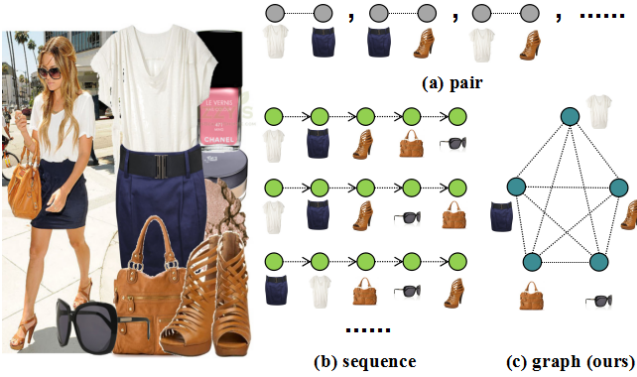 , , , ......
(a) pair
LE VERNIS
CHANEL
......
(b) sequence
(c) graph (ours)